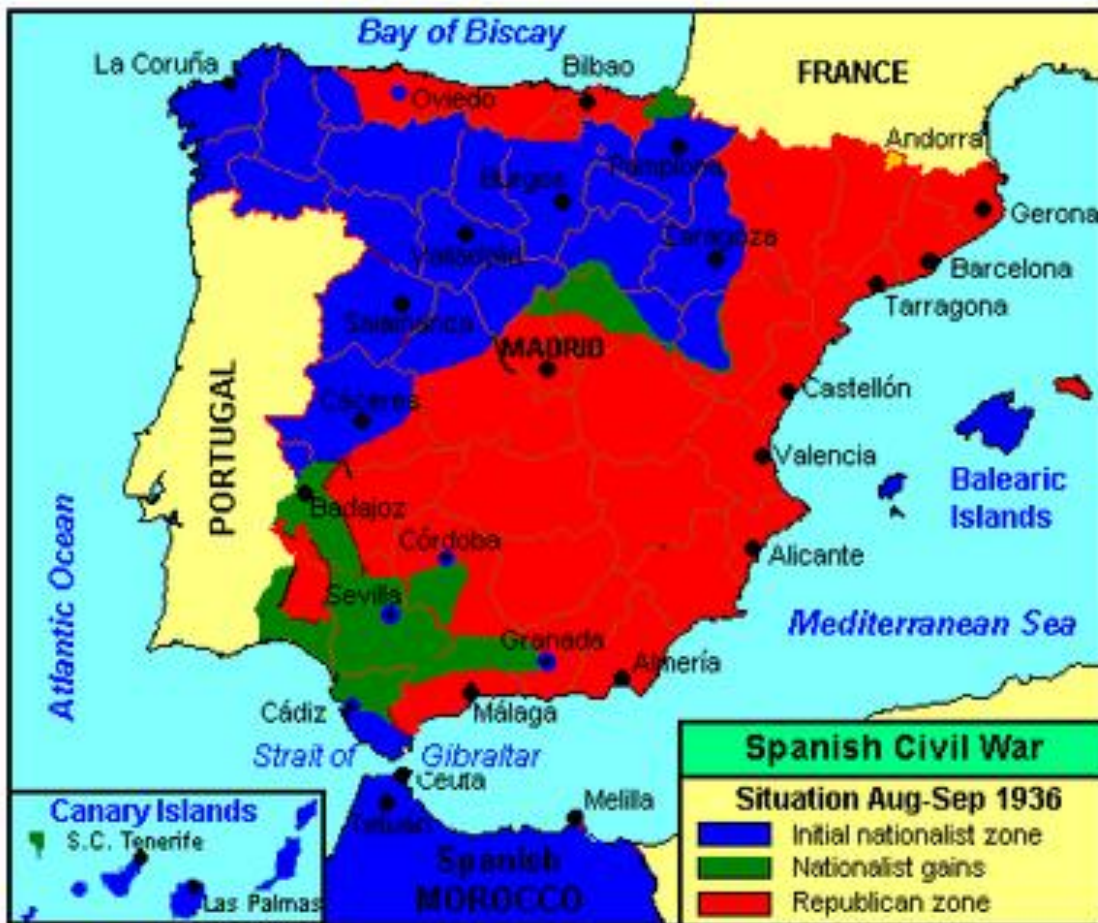 Bay of Biscay
La Coruña
Oviedo
Bilbao
FRANCE
Andorra
Pamplona
Burgos
Gerona
Valladolid
Zaragoza
Barcelona
Tarragona
Salamanca
MADRID
Castellón
Cáceres
PORTUGAL
Valencia
Balearic
Islands
Badajoz
Córdoba
Alicante
Atlantic Ocean
Sevilla
Mediterranean Sea
Granada
Almería
Cádiz
Málaga
Strait of Gibraltar
Ceuta
Tetuán
Melilla
Spanish
MOROCCO
Canary Islands
S.C. Tenerife
Las Palmas
Spanish Civil War
Situation Aug-Sep 1936
Initial nationalist zone
Nationalist gains
Republican zone